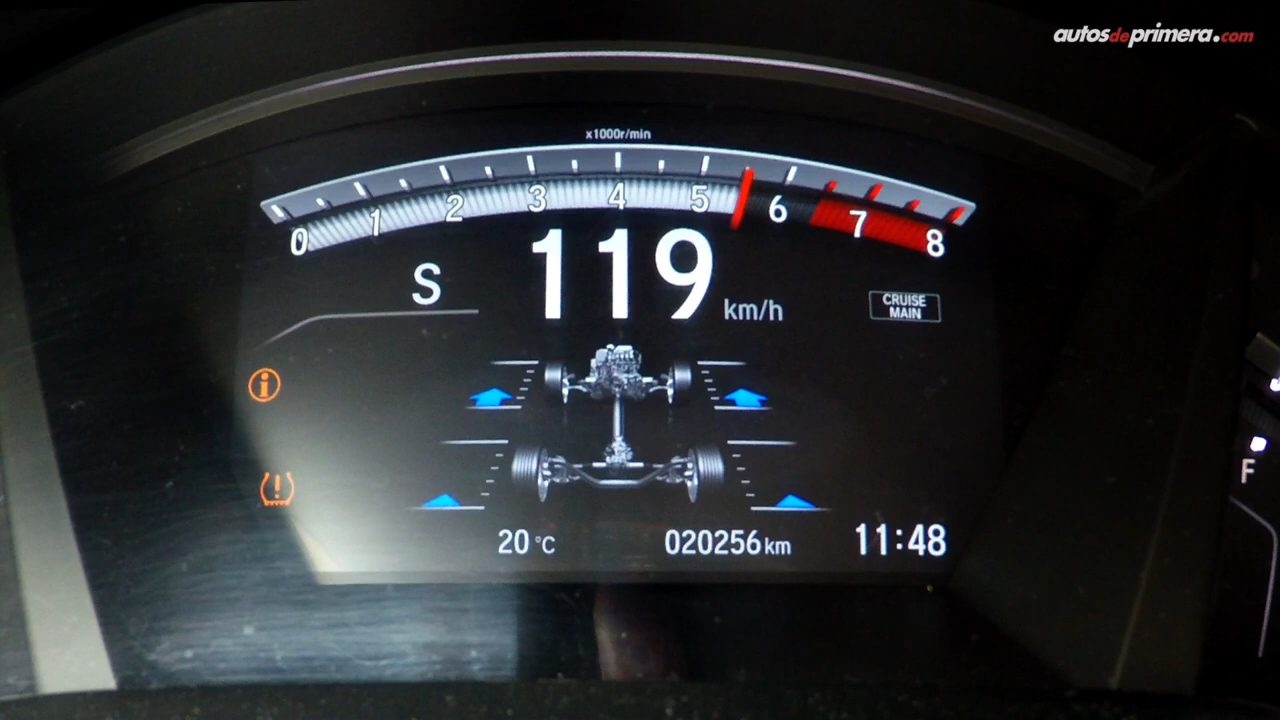 autosdeprimera.com
x1000r/min
0 1 2 3 4 5 6 7 8
S 119 km/h
CRUISE
MAIN
20 °C 020256 km 11:48
F